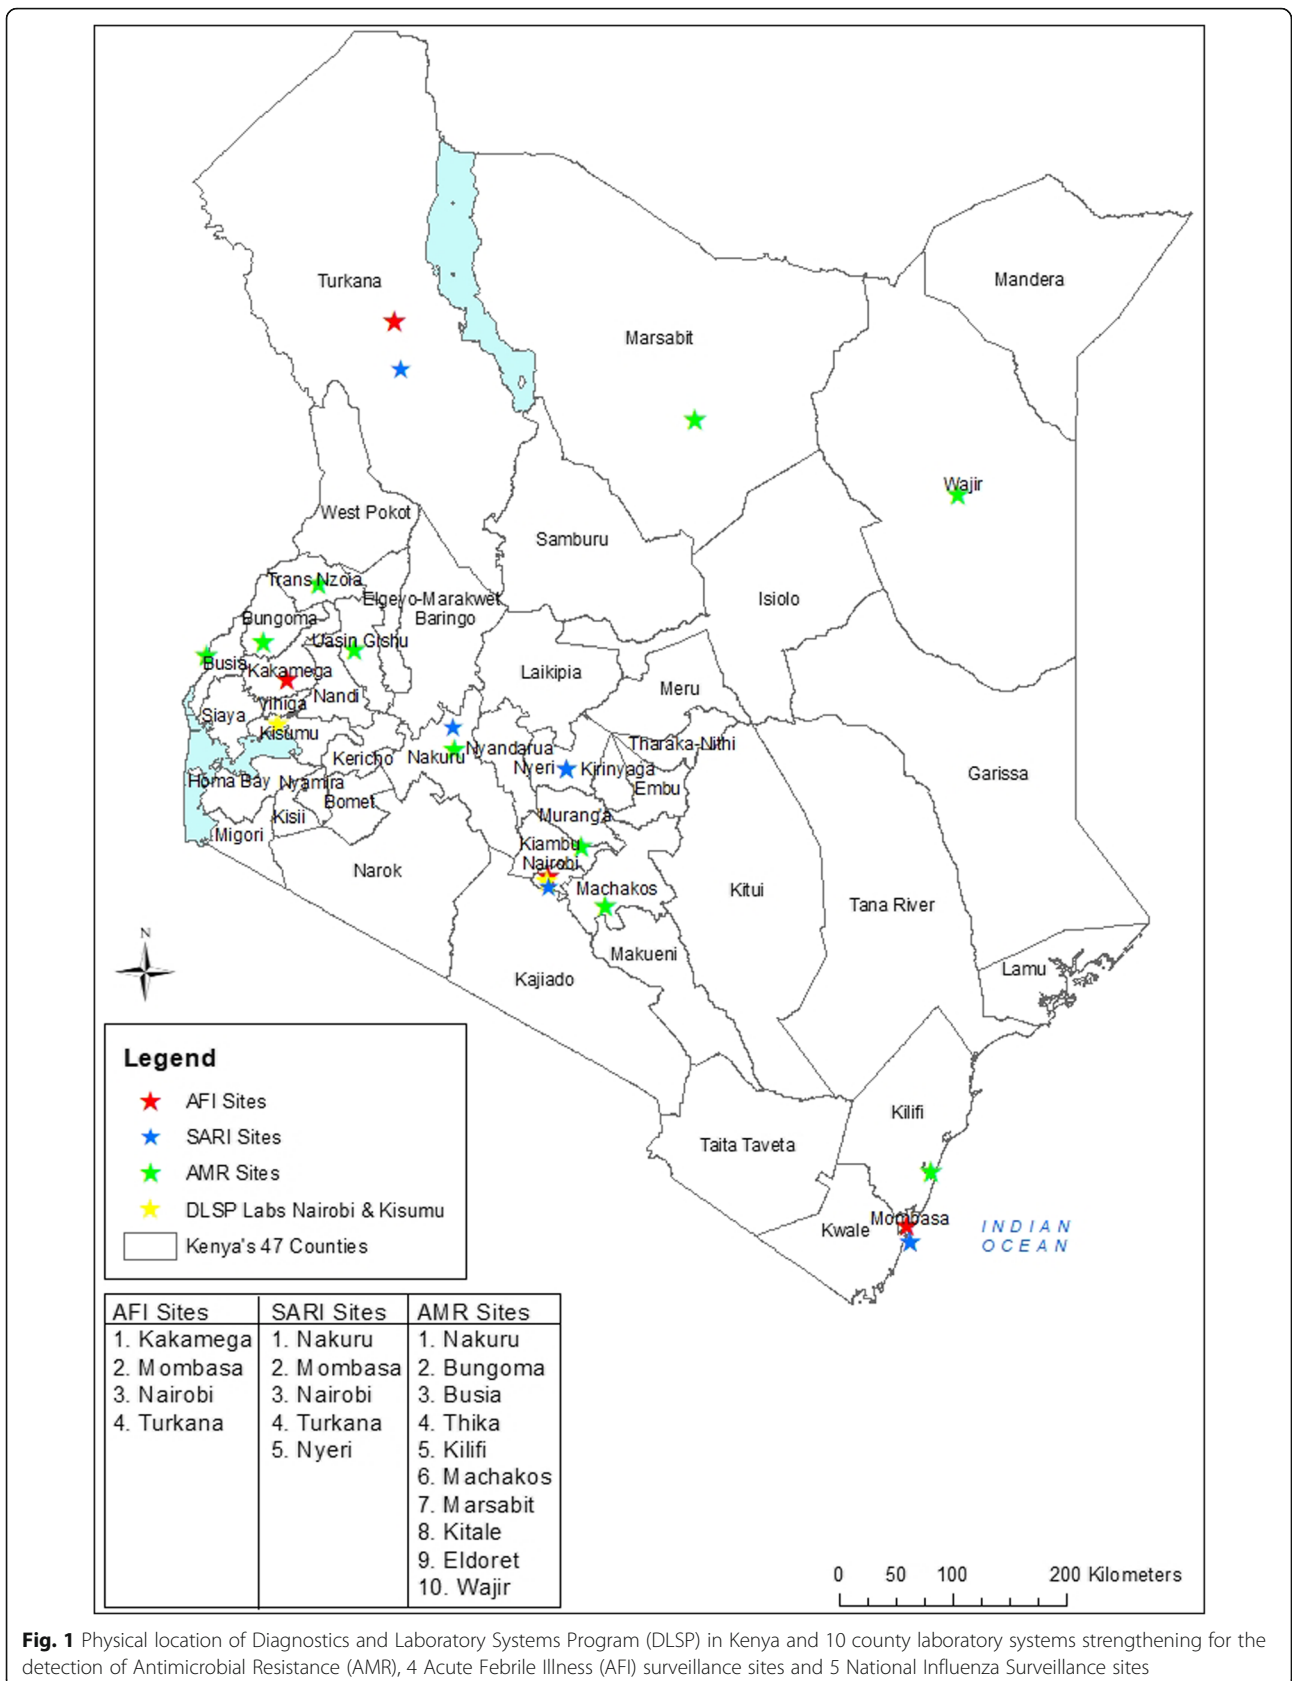 Turkana
Mandera
Marsabit
Wajir
West Pokot
Samburu
Trans Nzoia
Elgeyo-Marakwet
Isiolo
Baringo
Bungoma
Uasin Gishu
Busia
Kakamega
Laikipia
Meru
Nandi
Vihiga
Siaya
Kisumu
Tharaka-Nithi
Nyandarua
Kericho
Nakuru
Nyeri
Kirinyaga
Garissa
Homa Bay
Nyamira
Embu
Bomet
Kisii
Muranga
Migori
Kiambu
Nairobi
Narok
Machakos
Kitui
Tana River
N
Makueni
Lamu
Kajiado
Kilifi
Taita Taveta
Mombasa
Kwale
INDIAN
OCEAN
Legend
AFI Sites
SARI Sites
AMR Sites
DLSP Labs Nairobi & Kisumu
Kenya's 47 Counties
AFI Sites SARI Sites AMR Sites
1. Kakamega 1. Nakuru 1. Nakuru
2. Mombasa 2. Mombasa 2. Bungoma
3. Nairobi 3. Nairobi 3. Busia
4. Turkana 4. Turkana 4. Thika
5. Nyeri 5. Kilifi
6. Machakos
7. Marsabit
8. Kitale
9. Eldoret
10. Wajir
0 50 100 200 Kilometers
Fig. 1 Physical location of Diagnostics and Laboratory Systems Program (DLSP) in Kenya and 10 county laboratory systems strengthening for the
detection of Antimicrobial Resistance (AMR), 4 Acute Febrile Illness (AFI) surveillance sites and 5 National Influenza Surveillance sites